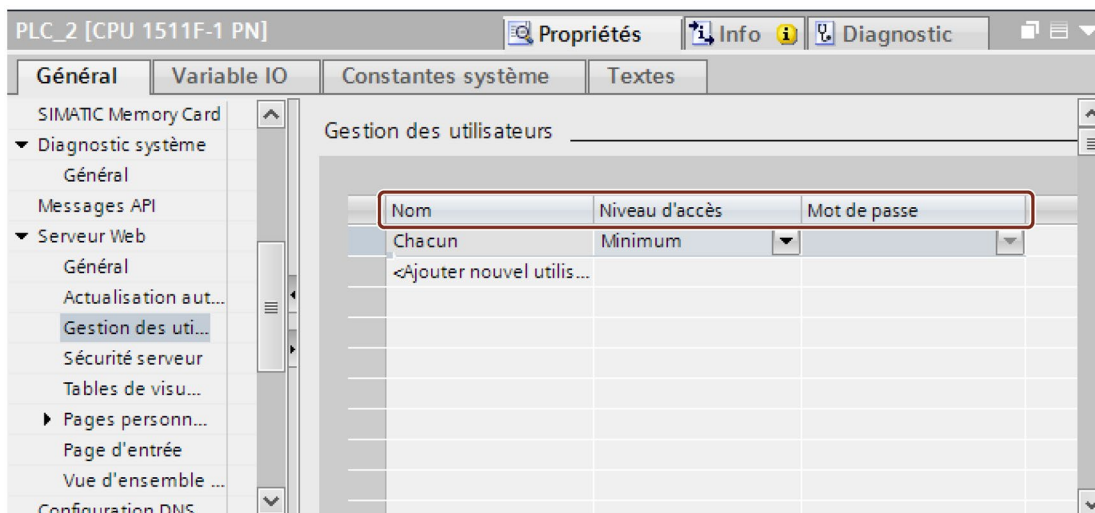 PLC_2 [CPU 1511F-1 PN]
Propriétés
Info
Diagnostic
Général
Variable IO
Constantes système
Textes
SIMATIC Memory Card
Diagnostic système
Général
Messages API
Serveur Web
Général
Actualisation aut...
Gestion des uti...
Sécurité serveur
Tables de visu...
Pages personn...
Page d'entrée
Vue d'ensemble ...
Configuration DNS
Gestion des utilisateurs
Nom Niveau d'accès Mot de passe
Chacun Minimum
<Ajouter nouvel utilis...